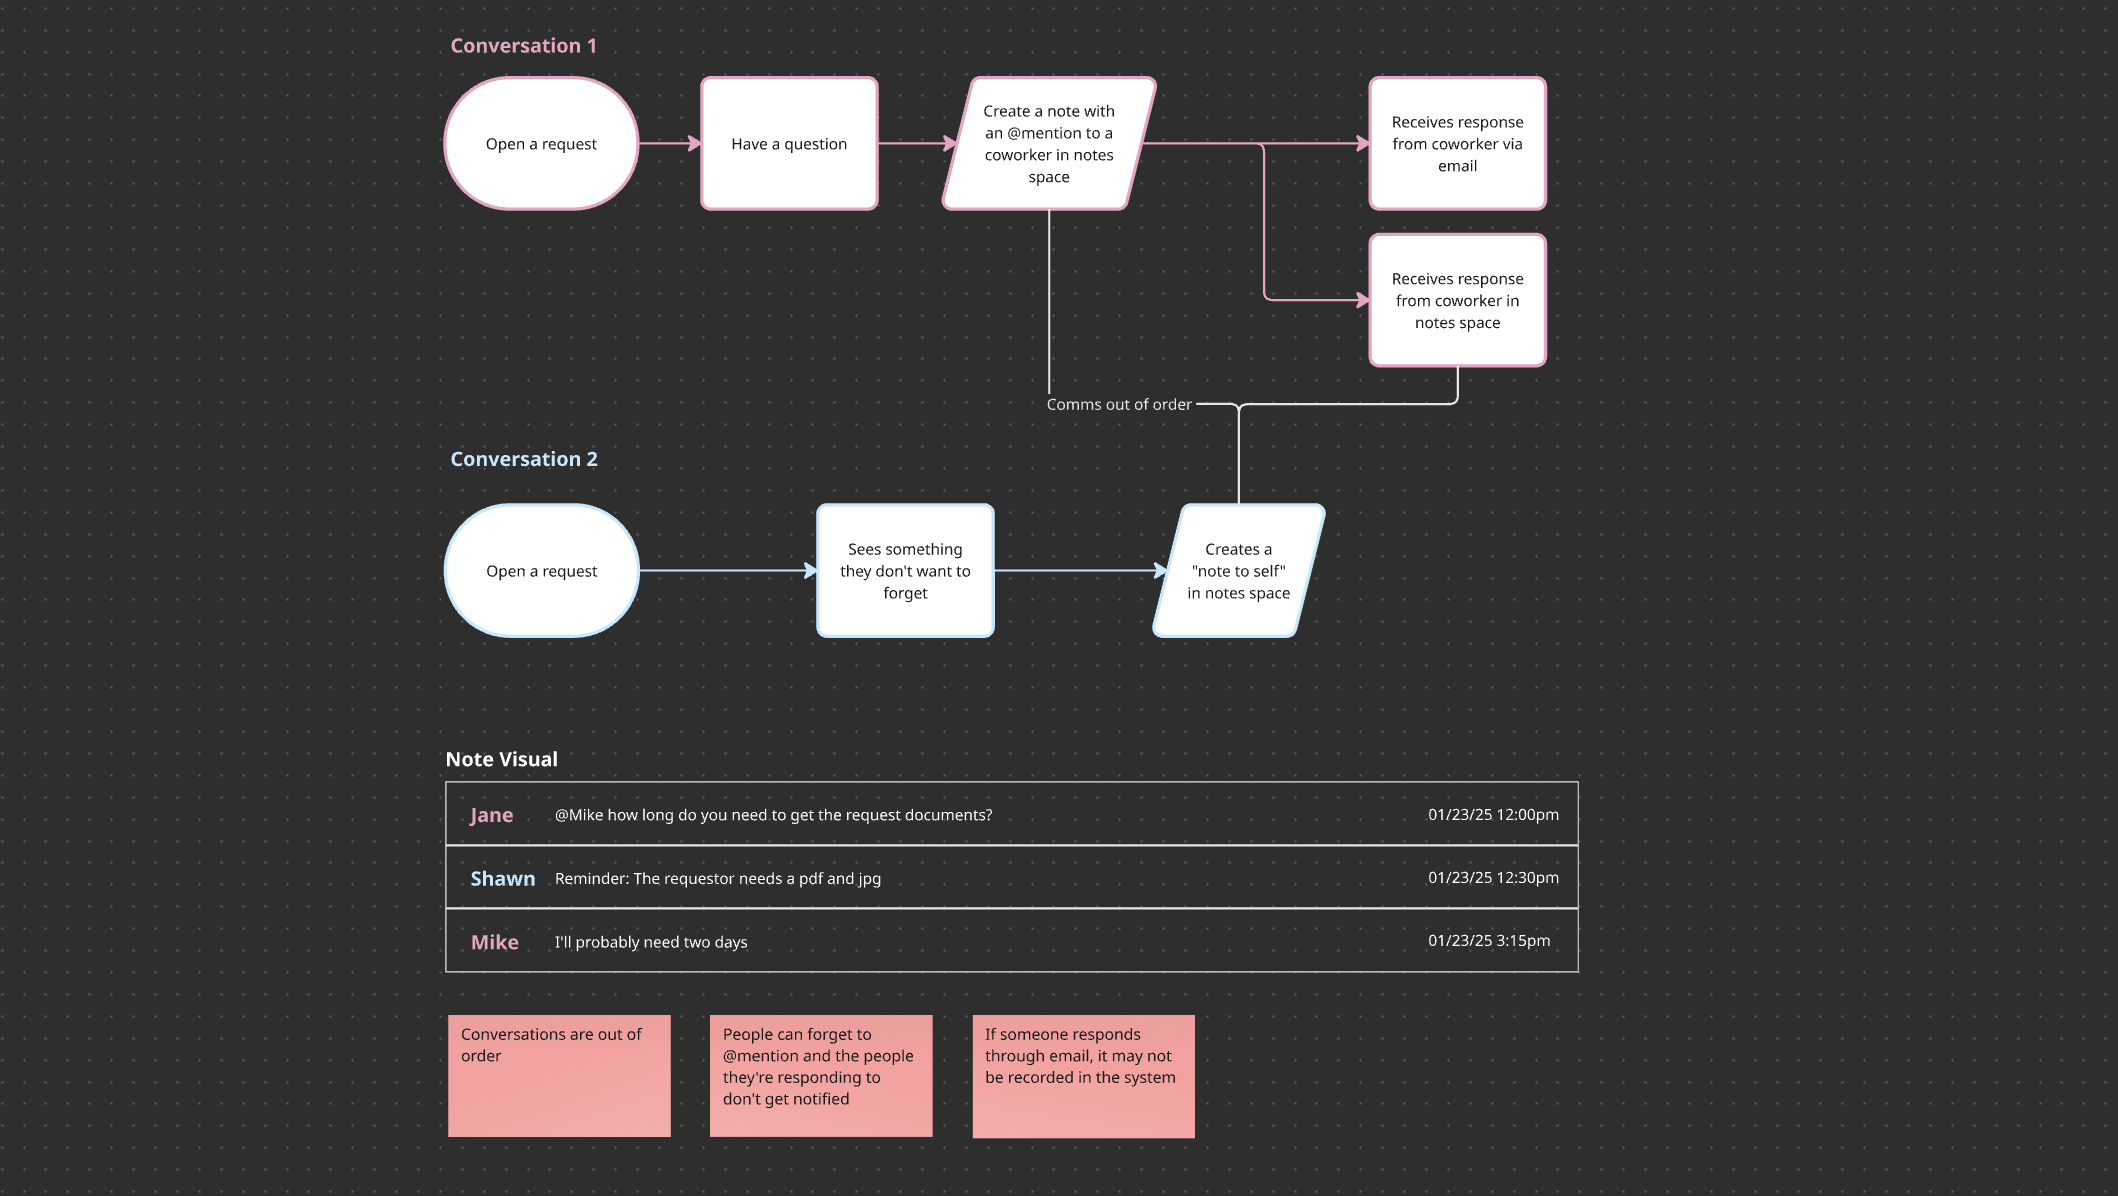 Conversation 1
Open a request
Have a question
Create a note with
an @mention to a
coworker in notes
space
Receives response
from coworker via
email
Receives response
from coworker in
notes space
Comms out of order
Conversation 2
Open a request
Sees something
they don't want to
forget
Creates a
"note to self"
in notes space
Note Visual
Jane @Mike how long do you need to get the request documents? 01/23/25 12:00pm
Shawn Reminder: The requestor needs a pdf and jpg 01/23/25 12:30pm
Mike I'll probably need two days 01/23/25 3:15pm
Conversations are out of
order
People can forget to
@mention and the people
they're responding to
don't get notified
If someone responds
through email, it may not
be recorded in the system